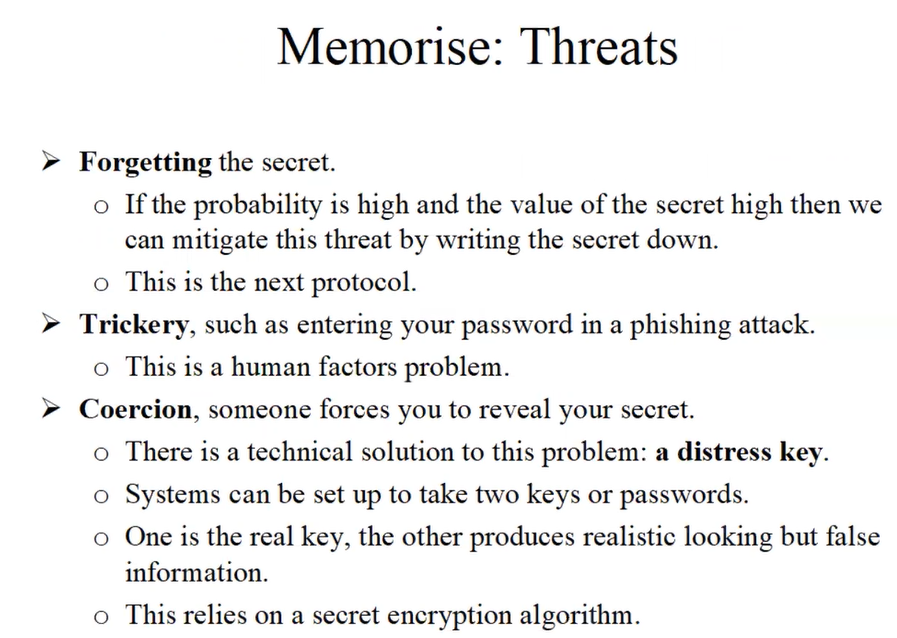 Memorise: Threats
➤ Forgetting the secret.
o If the probability is high and the value of the secret high then we
can mitigate this threat by writing the secret down.
o This is the next protocol.
➤ Trickery, such as entering your password in a phishing attack.
o This is a human factors problem.
➤ Coercion, someone forces you to reveal your secret.
o There is a technical solution to this problem: a distress key.
o Systems can be set up to take two keys or passwords.
o One is the real key, the other produces realistic looking but false
information.
o This relies on a secret encryption algorithm.